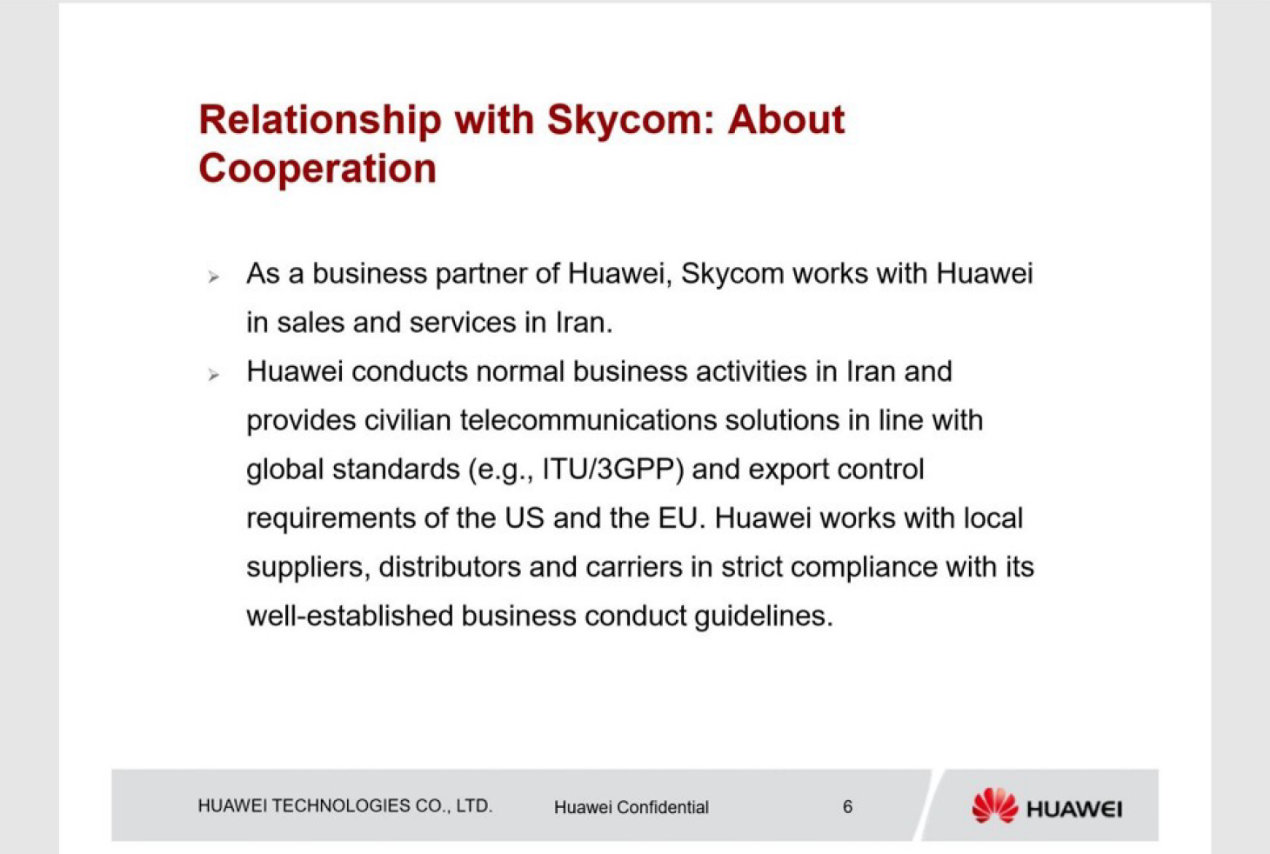 Relationship with Skycom: About
Cooperation
➢ As a business partner of Huawei, Skycom works with Huawei
in sales and services in Iran.
➢ Huawei conducts normal business activities in Iran and
provides civilian telecommunications solutions in line with
global standards (e.g., ITU/3GPP) and export control
requirements of the US and the EU. Huawei works with local
suppliers, distributors and carriers in strict compliance with its
well-established business conduct guidelines.
HUAWEI TECHNOLOGIES CO., LTD. Huawei Confidential 6 HUAWEI